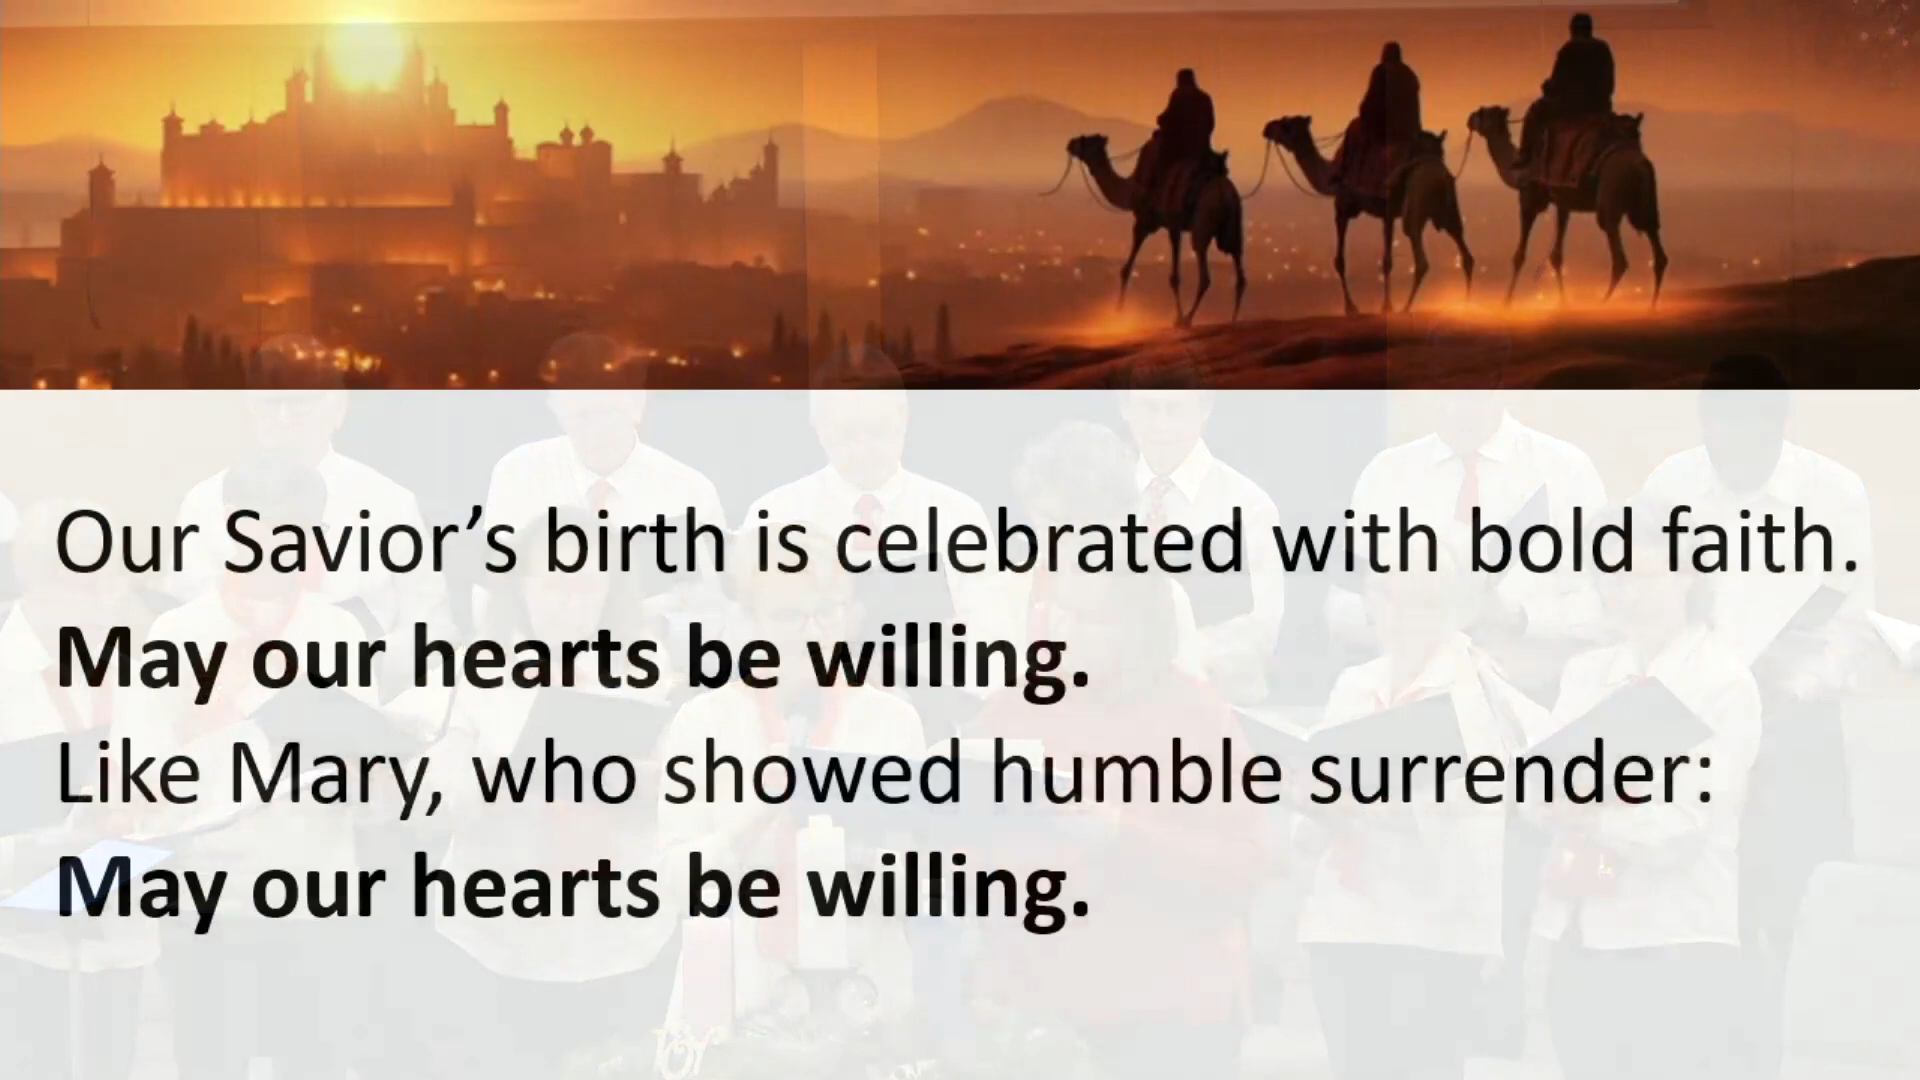 Our Savior’s birth is celebrated with bold faith.
May our hearts be willing.
Like Mary, who showed humble surrender:
May our hearts be willing.
JOY